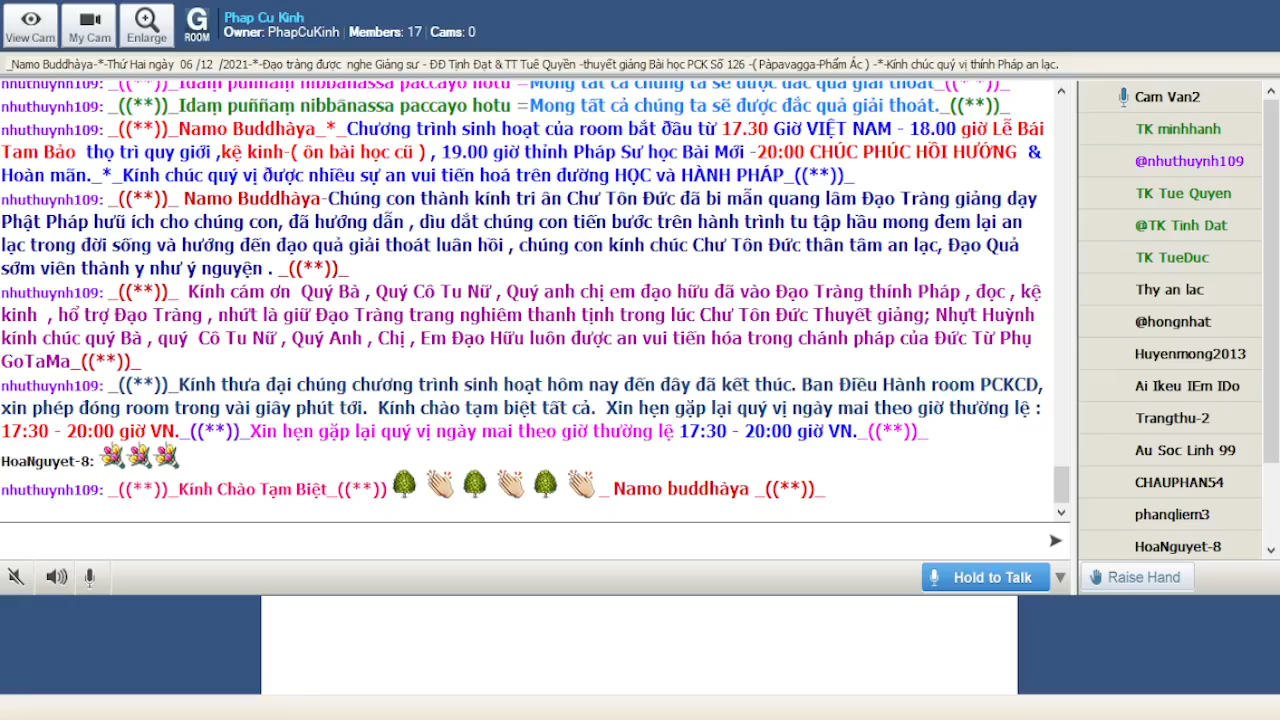 View Cam
My Cam
Enlarge
G
ROOM
Phap Cu Kinh
Owner: PhapCuKinh | Members: 17 | Cams: 0
_Namo Buddhàya-*-Thứ Hai ngày 06 /12 /2021-*-Đạo tràng được nghe Giảng sư - ĐĐ Tịnh Đạt & TT Tuê Quyền -thuyết giảng Bài học PCK Số 126 -( Pàpavagga-Phẩm Ác ) -*-Kính chúc quý vị thính Pháp an lạc.
nhuthuynh109: _((**))_Idaṃ puññaṃ nibbānassa paccayo hotu =Mong tất cả chúng ta sẽ được đắc quả giải thoát_((**))_
nhuthuynh109: _((**))_Idaṃ puññaṃ nibbānassa paccayo hotu =Mong tất cả chúng ta sẽ được đắc quả giải thoát._((**))_
nhuthuynh109: _((**))_Namo Buddhàya_*_Chương trình sinh hoạt của room bắt đầu từ 17.30 Giờ VIỆT NAM - 18.00 giờ Lễ Bái
Tam Bảo thọ trì quy giới ,kệ kinh-( ôn bài học cũ ) , 19.00 giờ thỉnh Pháp Sư học Bài Mới -20:00 CHÚC PHÚC HỒI HƯỚNG &
Hoàn mãn._*_Kính chúc quý vị được nhiều sự an vui tiến hoá trên đường HỌC và HÀNH PHÁP_((**))_
nhuthuynh109: _((**))_ Namo Buddhàya-Chúng con thành kính tri ân Chư Tôn Đức đã bi mẫn quang lâm Đạo Tràng giảng dạy
Phật Pháp hưũ ích cho chúng con, đã hướng dẫn , dìu dắt chúng con tiến bước trên hành trình tu tập hầu mong đem lại an
lạc trong đời sống và hướng đến đạo quả giải thoát luân hồi , chúng con kính chúc Chư Tôn Đức thân tâm an lạc, Đạo Quả
sớm viên thành y như ý nguyện . _((**))_
nhuthuynh109: _((**))_ Kính cám ơn Quý Bà , Quý Cô Tu Nữ , Quý anh chị em đạo hữu đã vào Đạo Tràng thính Pháp , đọc , kệ
kinh , hổ trợ Đạo Tràng , nhứt là giữ Đạo Tràng trang nghiêm thanh tịnh trong lúc Chư Tôn Đức Thuyết giảng; Nhựt Huỳnh
kính chúc quý Bà , quý Cô Tu Nữ , Quý Anh , Chị , Em Đạo Hữu luôn được an vui tiến hóa trong chánh pháp của Đức Từ Phụ
GoTaMa_((**))_
nhuthuynh109: _((**))_Kính thưa đại chúng chương trình sinh hoạt hôm nay đến đây đã kết thúc. Ban Điều Hành room PCKCD,
xin phép đóng room trong vài giây phút tới. Kính chào tạm biệt tất cả. Xin hẹn gặp lại quý vị ngày mai theo giờ thường lệ :
17:30 - 20:00 giờ VN._((**))_Xin hẹn gặp lại quý vị ngày mai theo giờ thường lệ 17:30 - 20:00 giờ VN._((**))_
HoaNguyet-8:
nhuthuynh109: _((**))_Kính Chào Tạm Biệt_((**)) _ Namo buddhàya _((**))_
Hold to Talk
Cam Van2
TK minhhanh
@nhuthuynh109
TK Tue Quyen
@TK Tinh Dat
TK TueDuc
Thy an lac
@hongnhat
Huyenmong2013
Ai Ikeu IEm IDo
Trangthu-2
Au Soc Linh 99
CHAUPHAN54
phanqliem3
HoaNguyet-8
Raise Hand